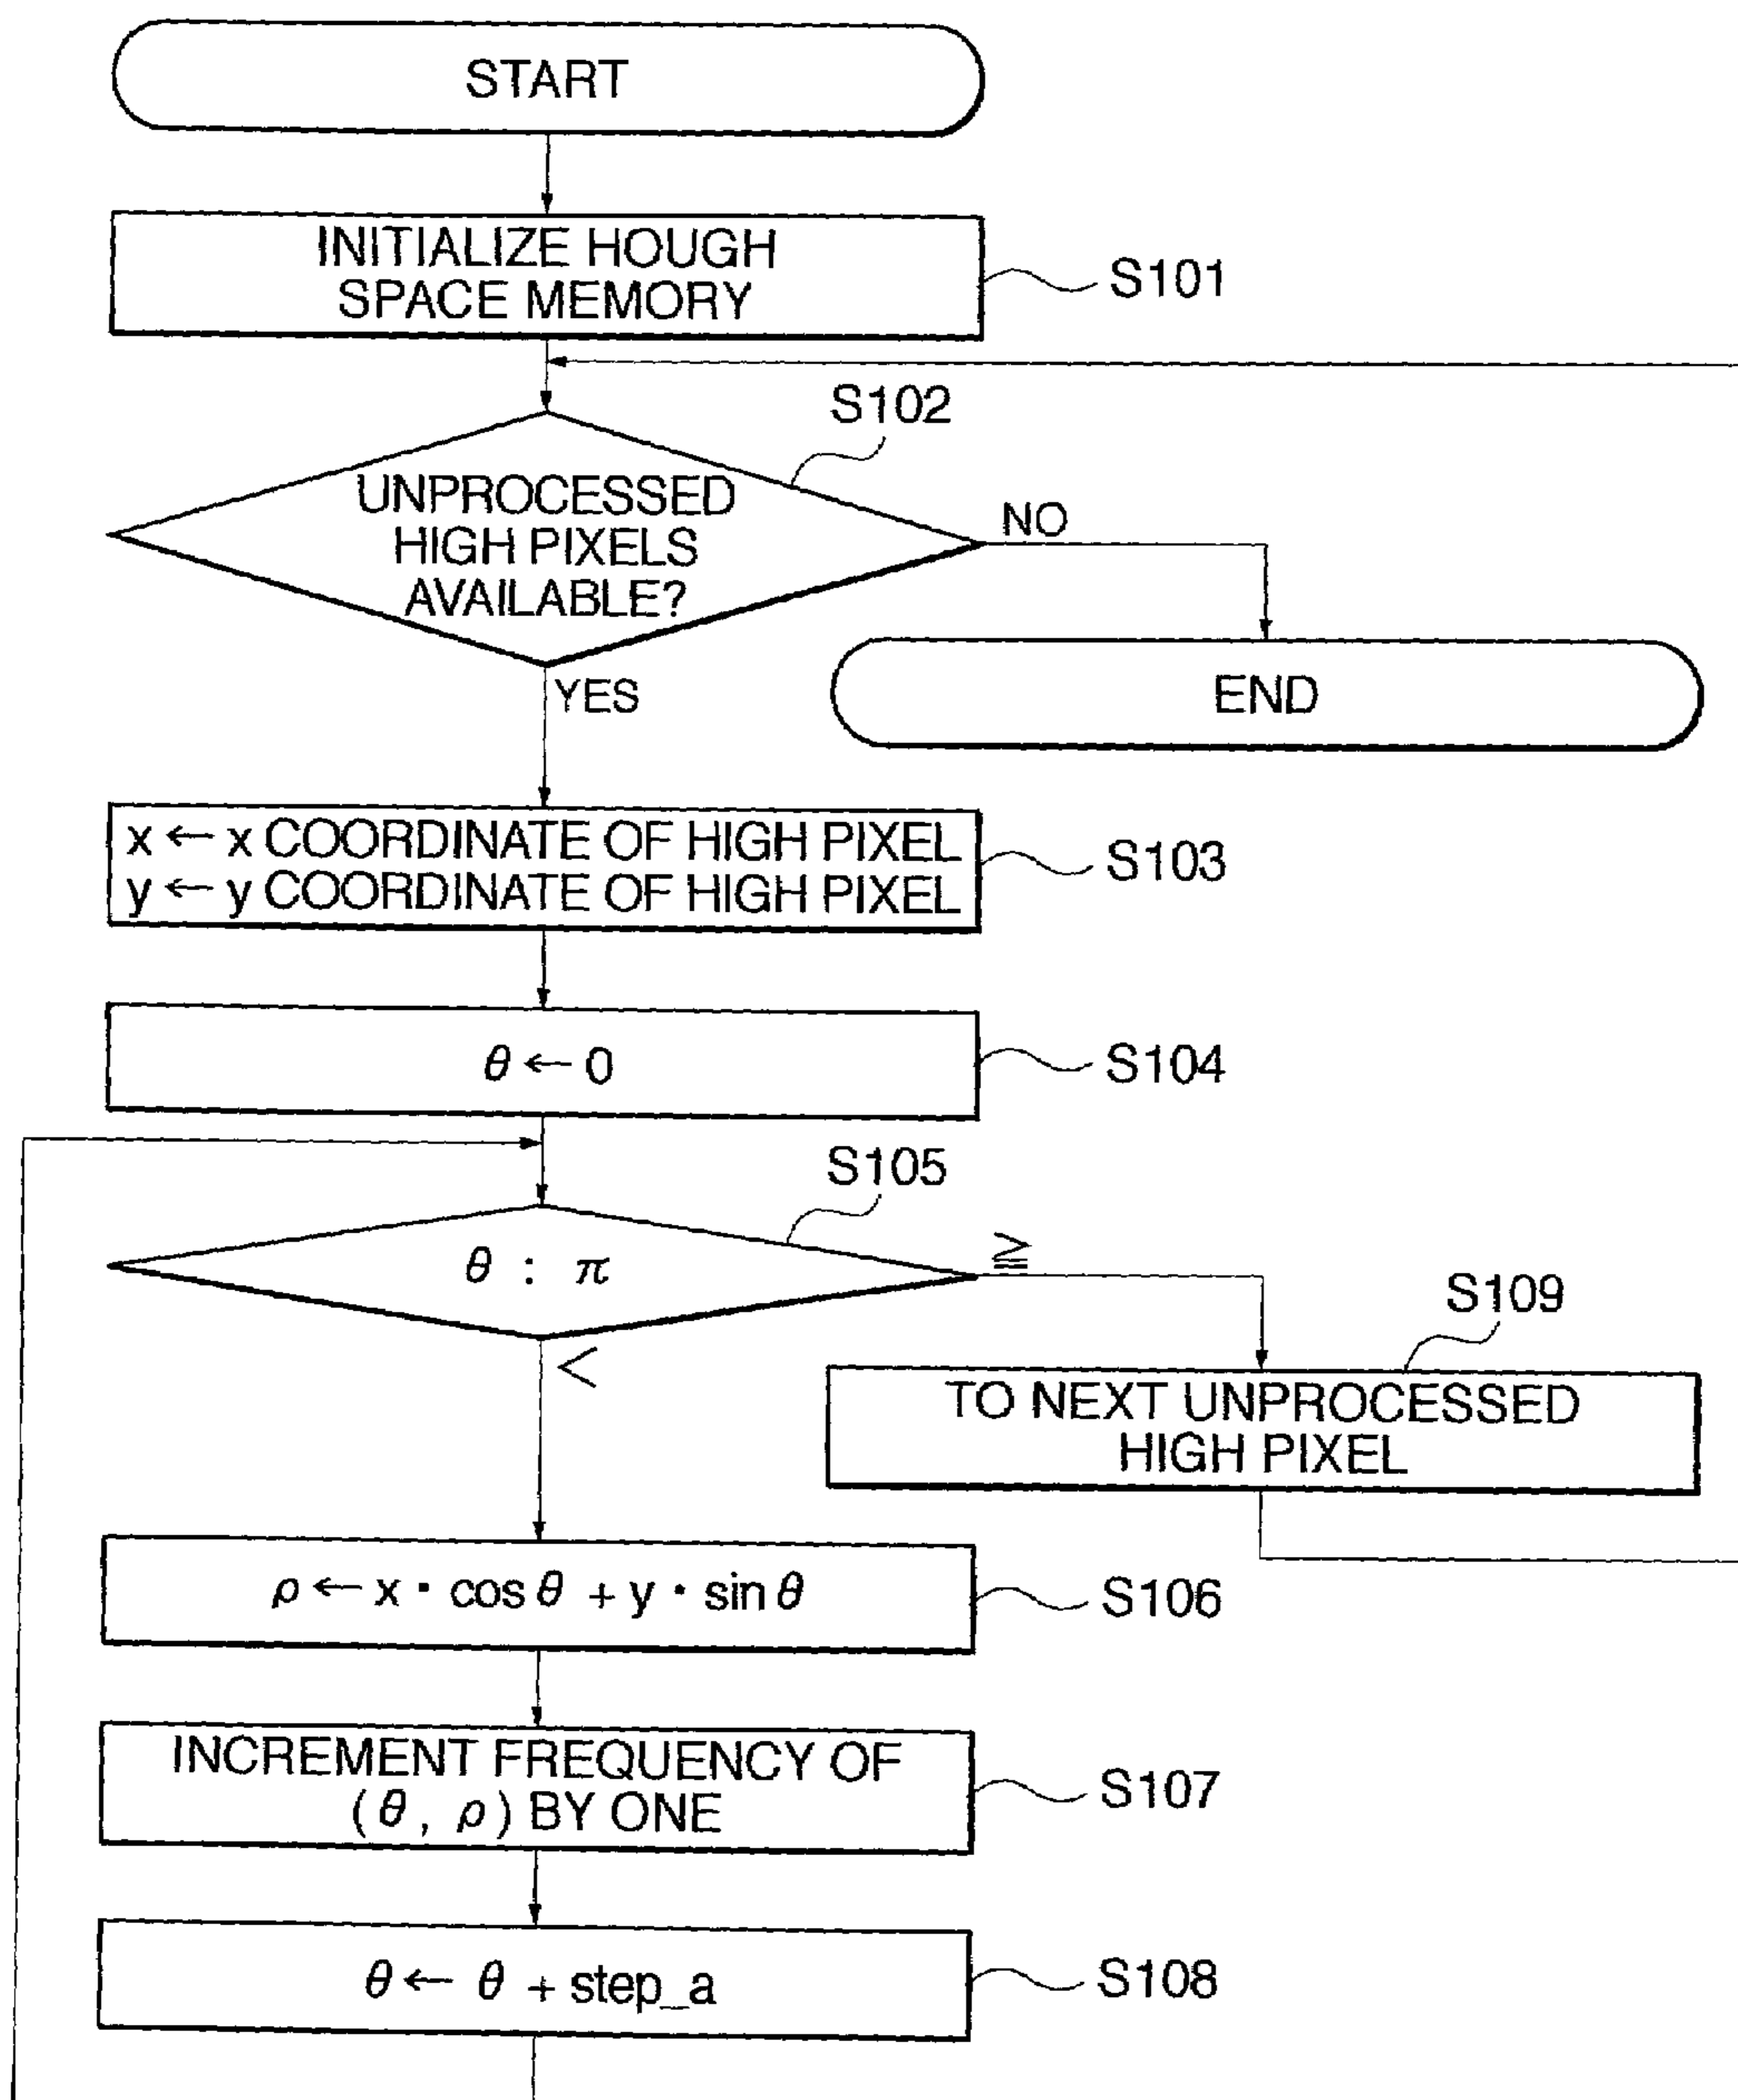 START
INITIALIZE HOUGH
SPACE MEMORY
S101
S102
UNPROCESSED
HIGH PIXELS
AVAILABLE?
NO
YES
END
x ← x COORDINATE OF HIGH PIXEL
y ← y COORDINATE OF HIGH PIXEL
S103
θ ← 0
S104
S105
θ : π
≧
<
S109
TO NEXT UNPROCESSED
HIGH PIXEL
ρ ← x · cos θ + y · sin θ
S106
INCREMENT FREQUENCY OF
(θ, ρ) BY ONE
S107
θ ← θ + step_a
S108